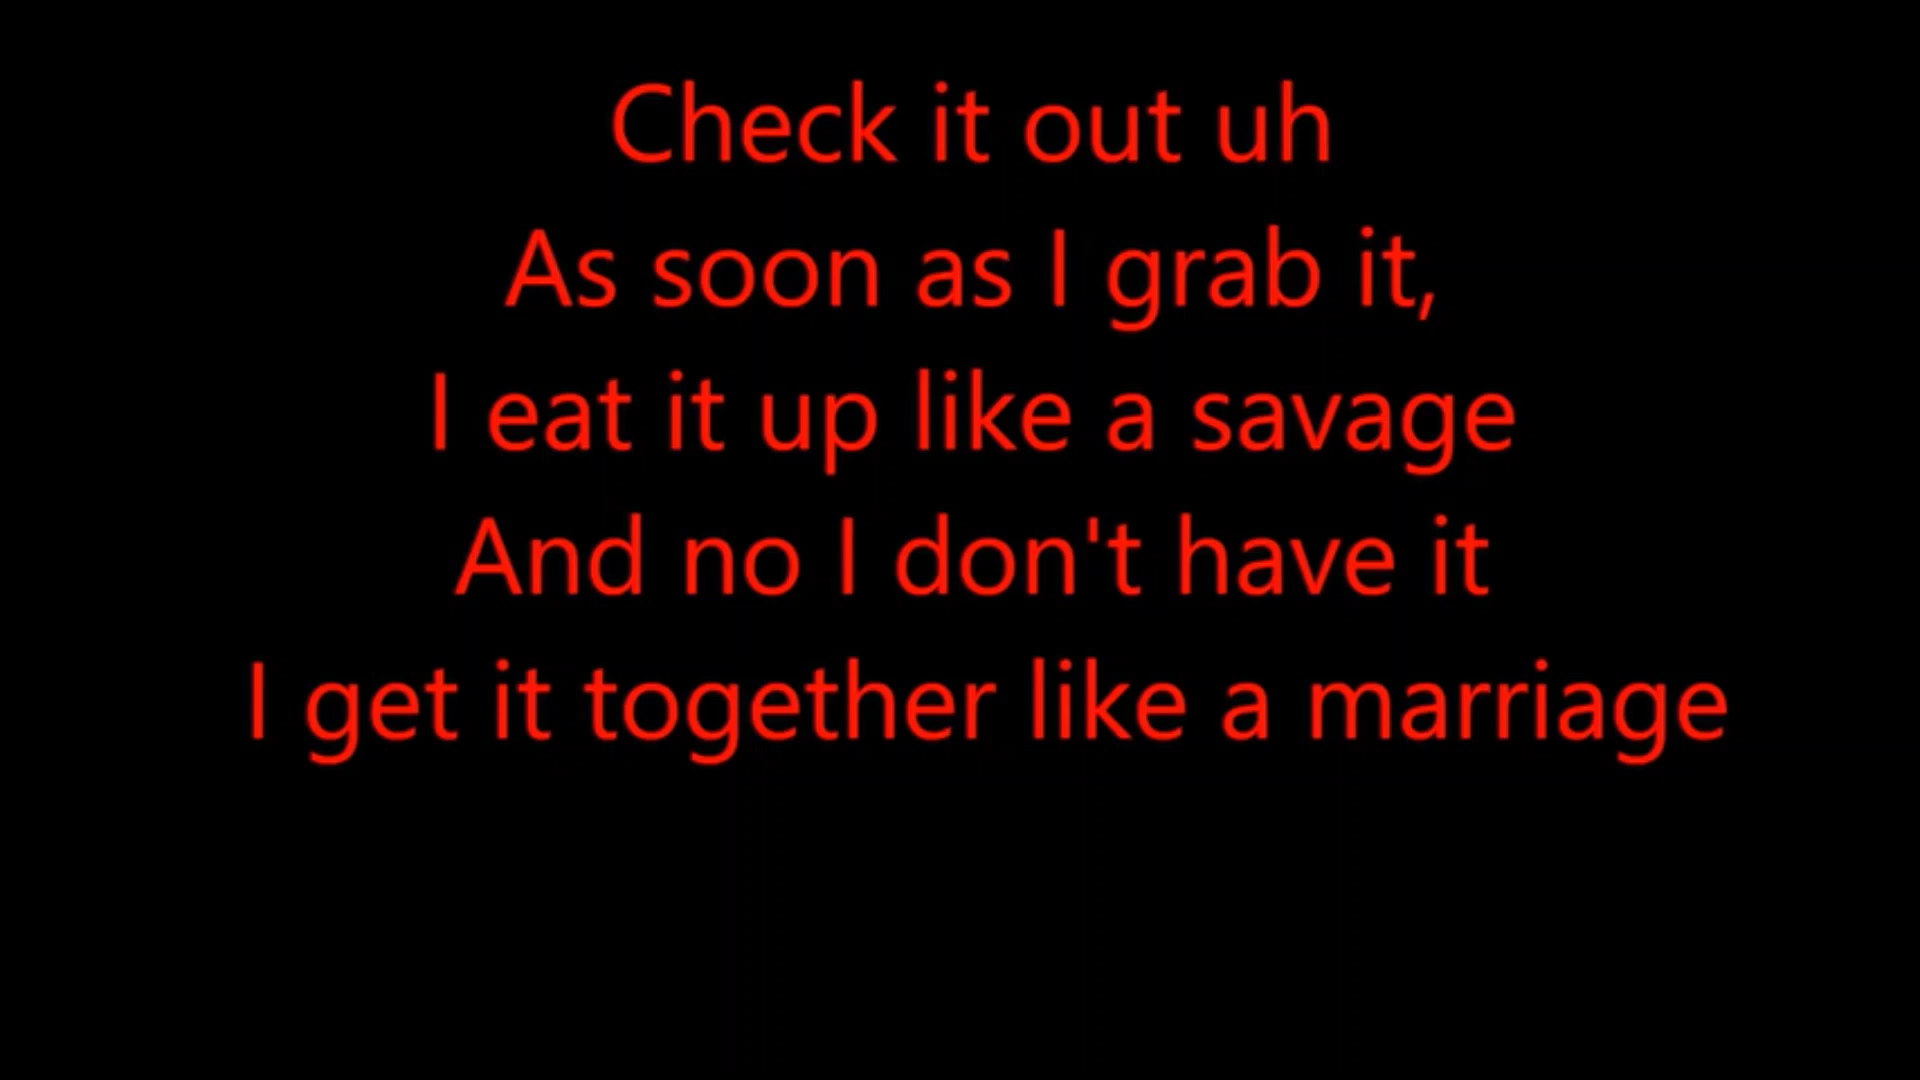 Check it out uh
As soon as I grab it,
I eat it up like a savage
And no I don't have it
I get it together like a marriage